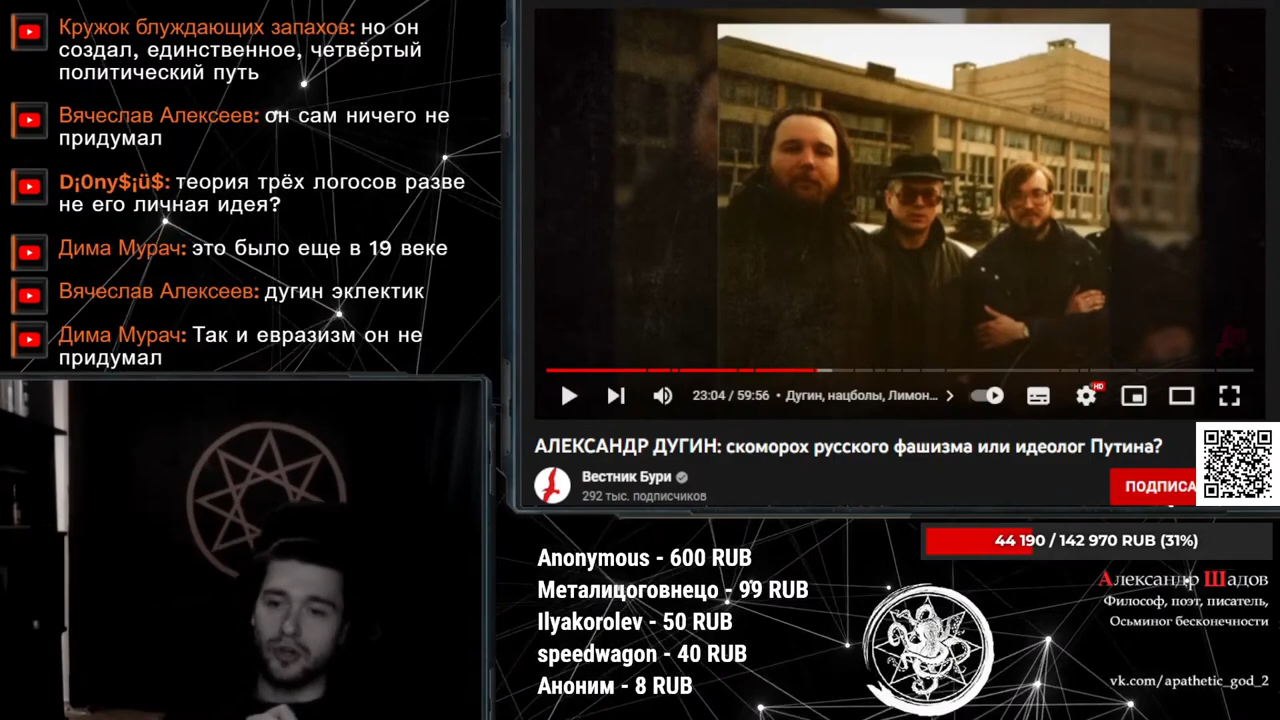 Кружок блуждающих запахов: но он
создал, единственное, четвёртый
политический путь
Вячеслав Алексеев: он сам ничего не
придумал
D¡0ny$¡ü$: теория трёх логосов разве
не его личная идея?
Дима Мурач: это было еще в 19 веке
Вячеслав Алексеев: дугин эклектик
Дима Мурач: Так и евразизм он не
придумал
23:04 / 59:56 • Дугин, нацболы, Лимон...
HD
АЛЕКСАНДР ДУГИН: скоморох русского фашизма или идеолог Путина?
Вестник Бури
292 тыс. подписчиков
ПОДПИСА
44 190 / 142 970 RUB (31%)
Anonymous - 600 RUB
Металицоговнецо - 99 RUB
Ilyakorolev - 50 RUB
speedwagon - 40 RUB
Аноним - 8 RUB
Александр Шадов
Философ, поэт, писатель,
Осьминог бесконечности
vk.com/apathetic_god_2